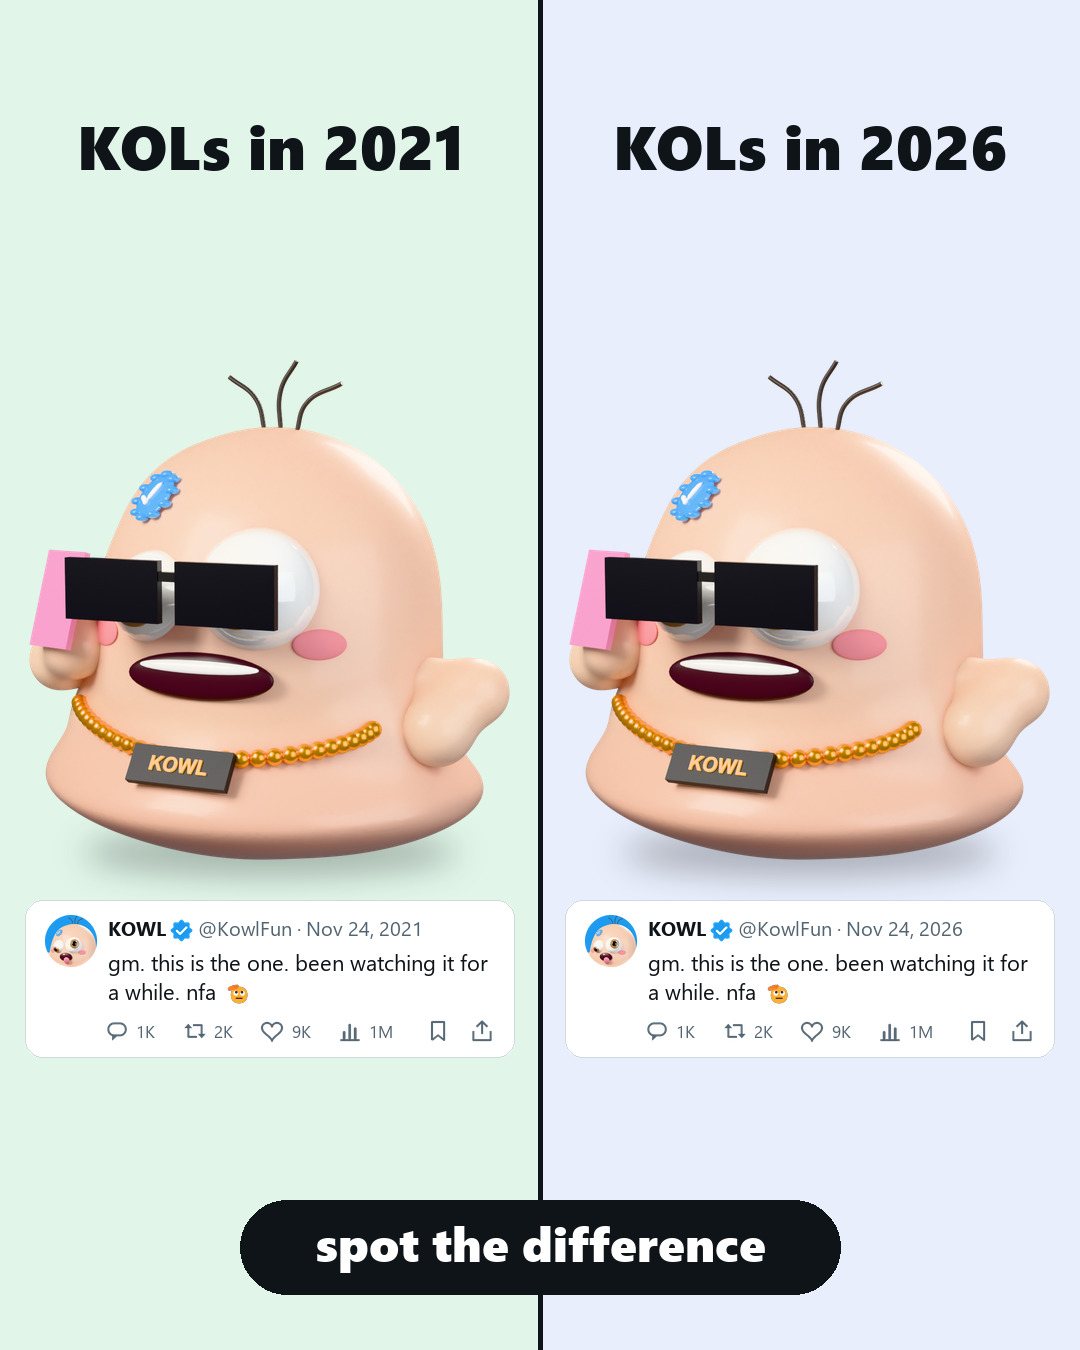 KOLs in 2021
KOWL
KOWL @KowlFun · Nov 24, 2021
gm. this is the one. been watching it for
a while. nfa 🫡
1K 2K 9K 1M
KOLs in 2026
KOWL
KOWL @KowlFun · Nov 24, 2026
gm. this is the one. been watching it for
a while. nfa 🫡
1K 2K 9K 1M
spot the difference